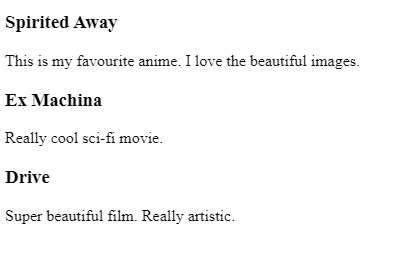 Spirited Away
This is my favourite anime. I love the beautiful images.
Ex Machina
Really cool sci-fi movie.
Drive
Super beautiful film. Really artistic.